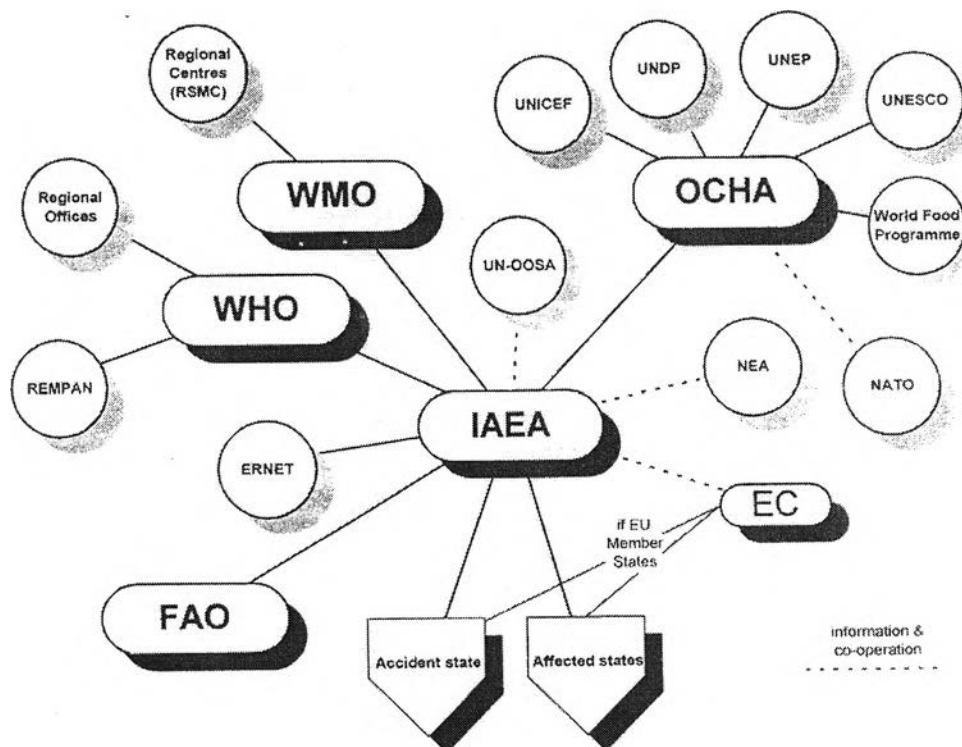 Regional
Centres
(RSMC)
UNICEF
UNDP
UNEP
UNESCO
Regional
Offices
WMO
OCHA
World Food
Programme
UN-OOSA
WHO
REMPAN
NEA
NATO
IAEA
ERNET
EC
if EU
Member
States
FAO
Accident state
Affected states
information &
co-operation